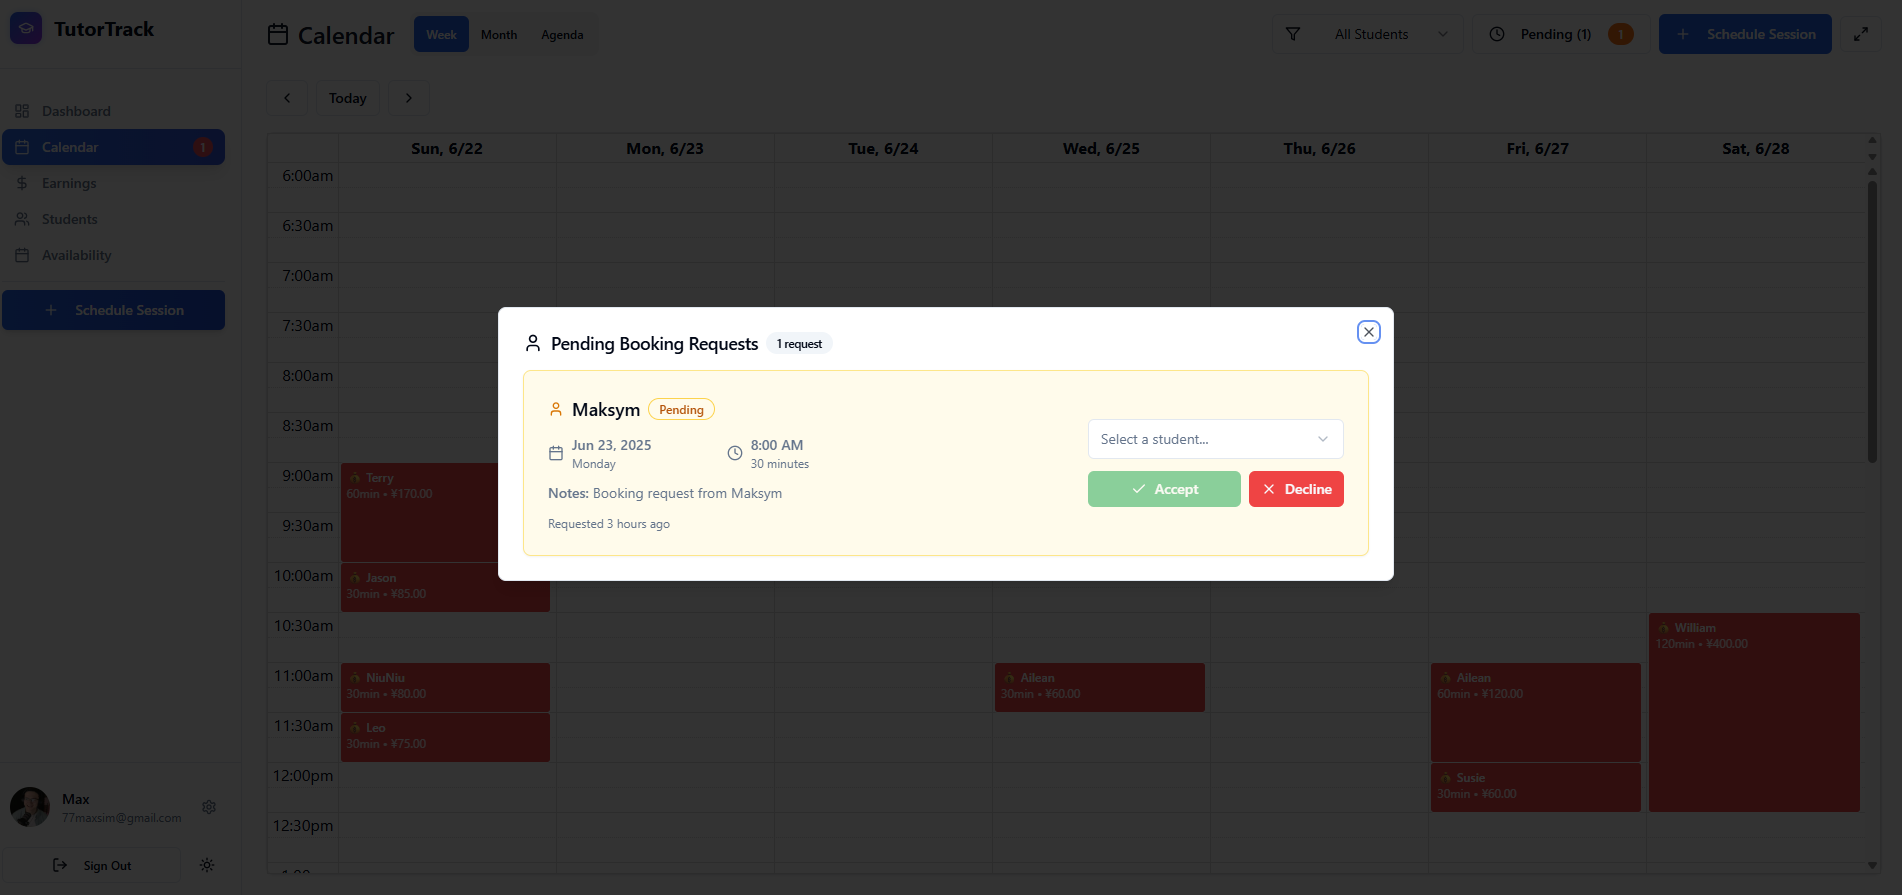 TutorTrack
Dashboard
Calendar 1
Earnings
Students
Availability
Schedule Session
Max
77maxsim@gmail.com
Sign Out
Calendar Week Month Agenda
All Students Pending (1) 1 Schedule Session
Today
Sun, 6/22 Mon, 6/23 Tue, 6/24 Wed, 6/25 Thu, 6/26 Fri, 6/27 Sat, 6/28
6:00am
6:30am
7:00am
7:30am
8:00am
8:30am
9:00am
9:30am
10:00am
10:30am
11:00am
11:30am
12:00pm
12:30pm
Terry
60min • ¥170.00
Jason
30min • ¥85.00
NiuNiu
30min • ¥80.00
Leo
30min • ¥75.00
Ailean
30min • ¥60.00
Ailean
60min • ¥120.00
Susie
30min • ¥60.00
William
120min • ¥400.00
Pending Booking Requests 1 request
Maksym Pending
Jun 23, 2025 8:00 AM
Monday 30 minutes
Notes: Booking request from Maksym
Requested 3 hours ago
Select a student...
Accept Decline